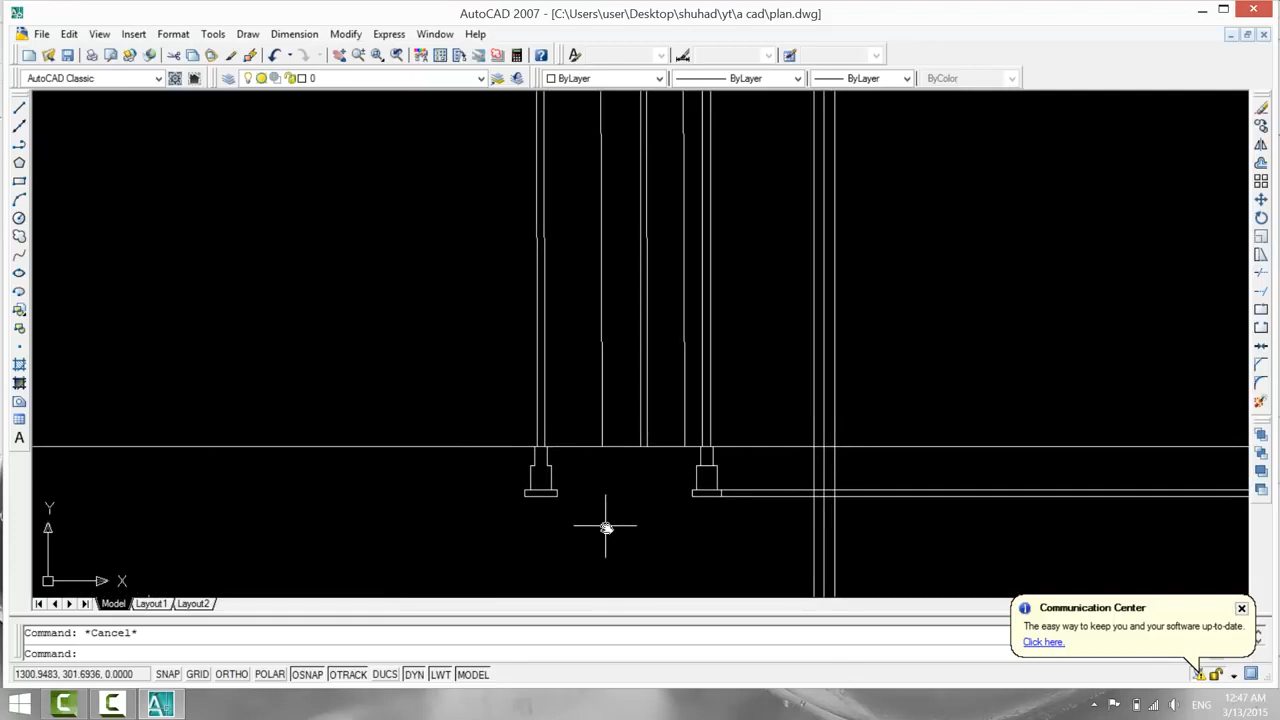 AutoCAD 2007 - [C:\Users\user\Desktop\shuhad\yt\a cad\plan.dwg]
File Edit View Insert Format Tools Draw Dimension Modify Express Window Help
AutoCAD Classic 0 ByLayer ByLayer ByLayer ByColor
A
Y
X
Model Layout1 Layout2
Communication Center
The easy way to keep you and your software up-to-date.
Click here.
Command: *Cancel*
Command:
1300.9483, 301.6936, 0.0000 SNAP GRID ORTHO POLAR OSNAP OTRACK DUCS DYN LWT MODEL
ENG
12:47 AM
3/13/2015